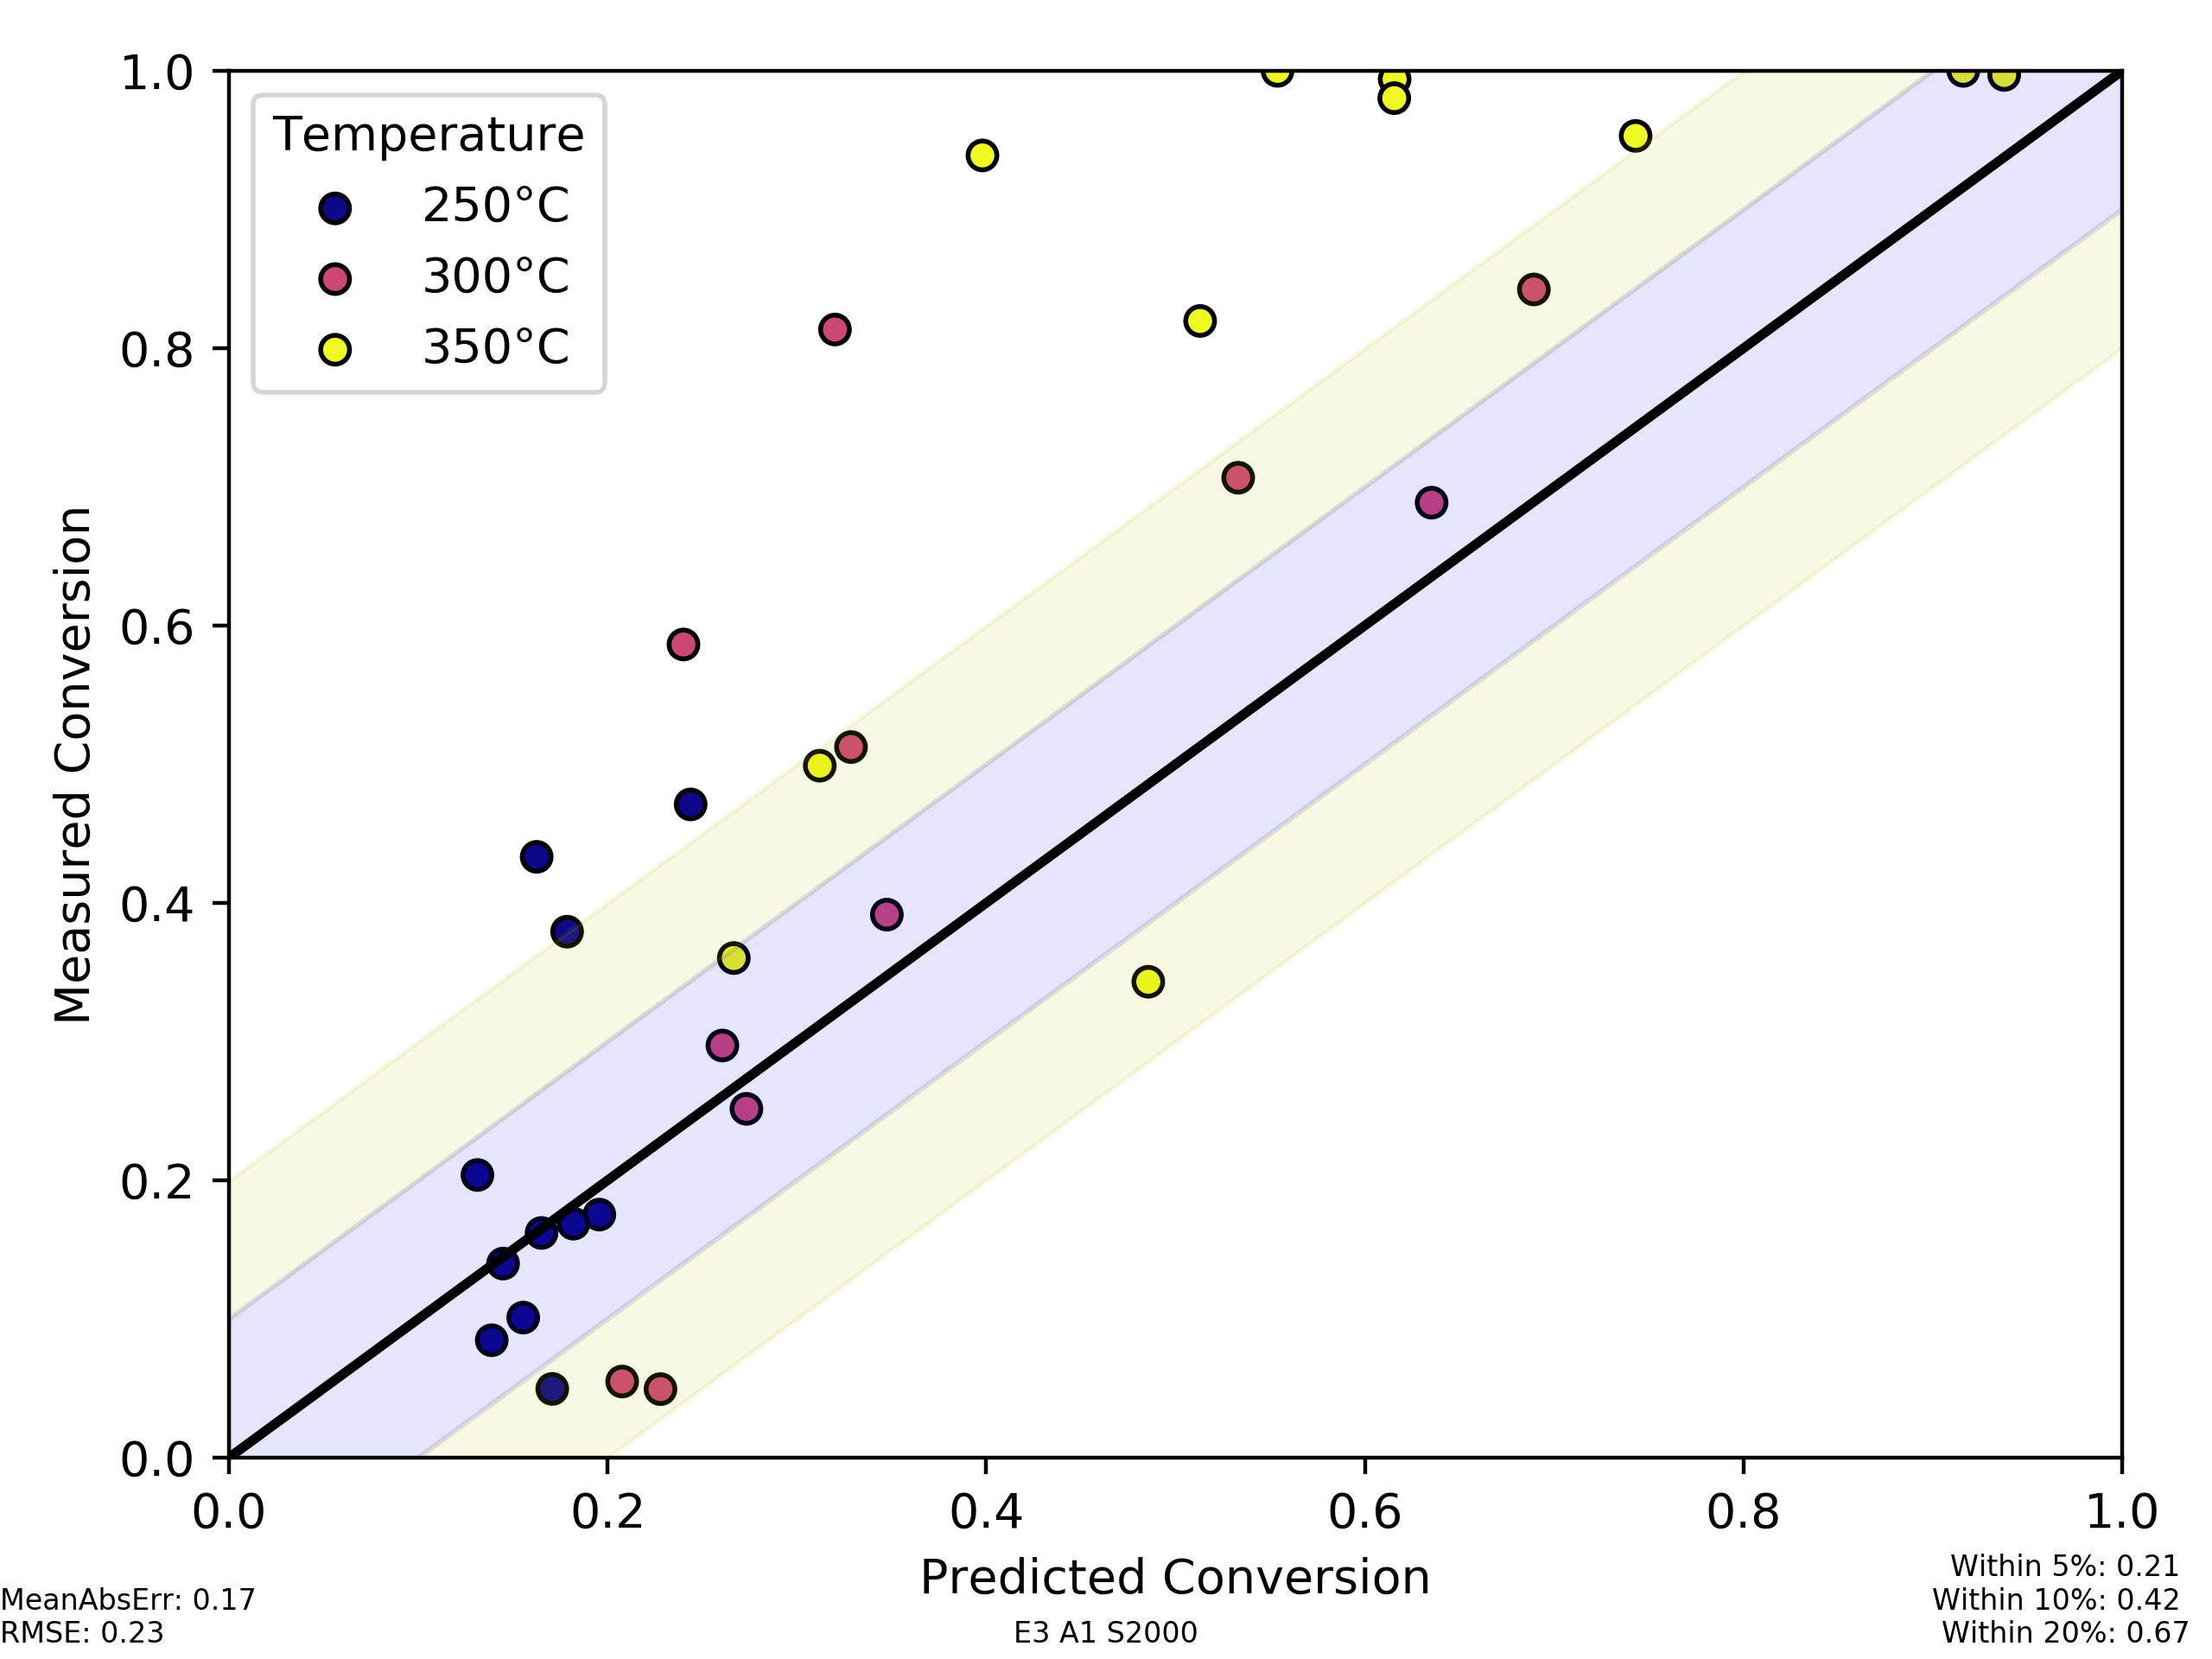 1.0
Temperature
250°C
300°C
350°C
0.8
0.6
0.4
0.2
0.0
Measured Conversion
0.0 0.2 0.4 0.6 0.8 1.0
Predicted Conversion
MeanAbsErr: 0.17
RMSE: 0.23
E3 A1 S2000
Within 5%: 0.21
Within 10%: 0.42
Within 20%: 0.67